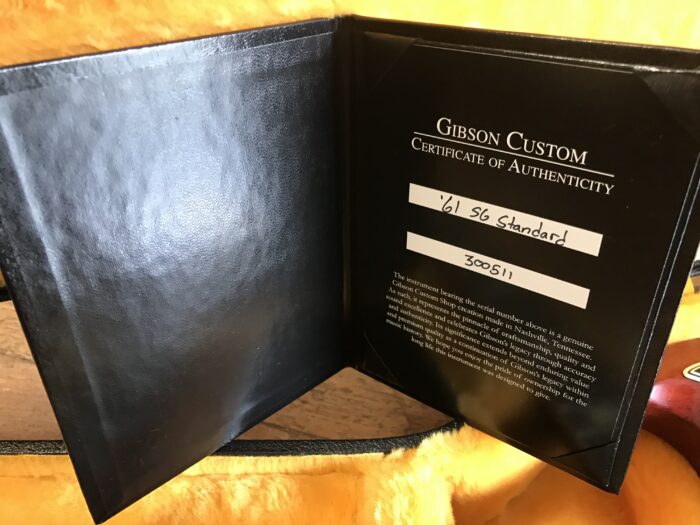 GIBSON CUSTOM
CERTIFICATE OF AUTHENTICITY
'61 SG Standard
300511
The instrument bearing the serial number above is a genuine
Gibson Custom Shop creation made in Nashville, Tennessee.
As such, it represents the pinnacle of craftsmanship, quality and
sound excellence and celebrates Gibson's legacy through accuracy
and authenticity. Its significance extends beyond enduring value
and premium quality as a continuation of Gibson's legacy within
music history. We hope you enjoy the pride of ownership for the
long life this instrument was designed to give.